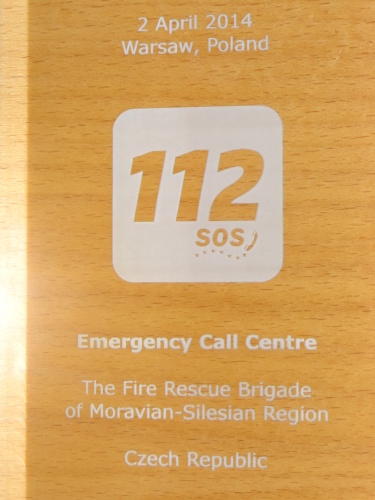 2 April 2014
Warsaw, Poland
112
SOS
Emergency Call Centre
The Fire Rescue Brigade
of Moravian-Silesian Region
Czech Republic